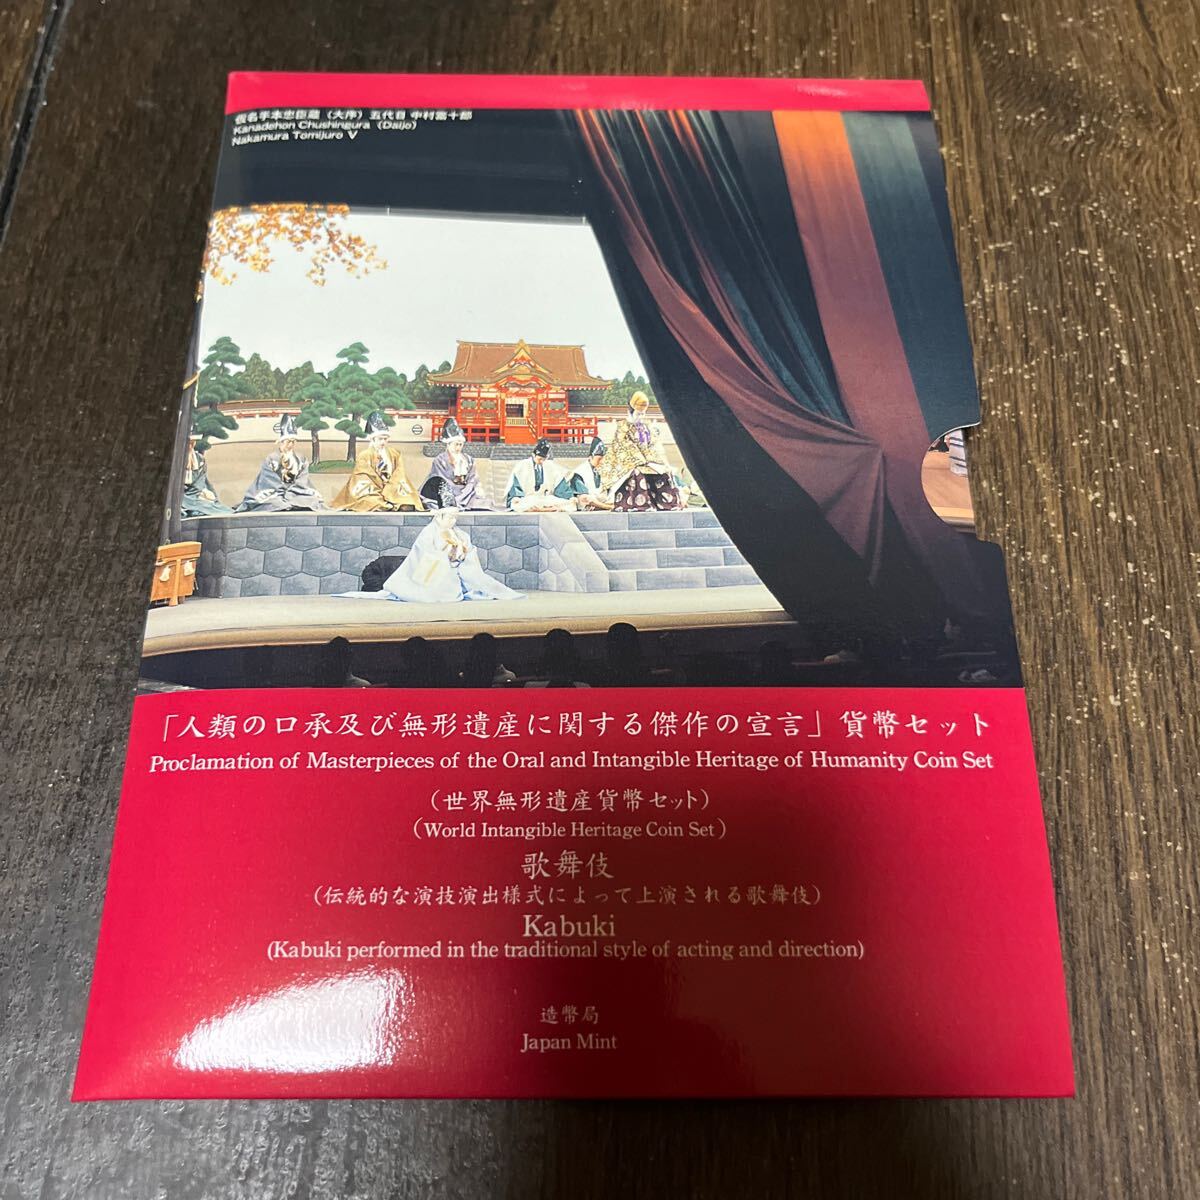 仮名手本忠臣蔵（大序）五代目 中村富十郎
Kanadehon Chushingura (Daijo)
Nakamura Tomijuro V
「人類の口承及び無形遺産に関する傑作の宣言」貨幣セット
Proclamation of Masterpieces of the Oral and Intangible Heritage of Humanity Coin Set
（世界無形遺産貨幣セット）
(World Intangible Heritage Coin Set)
歌舞伎
（伝統的な演技演出様式によって上演される歌舞伎）
Kabuki
(Kabuki performed in the traditional style of acting and direction)
造幣局
Japan Mint